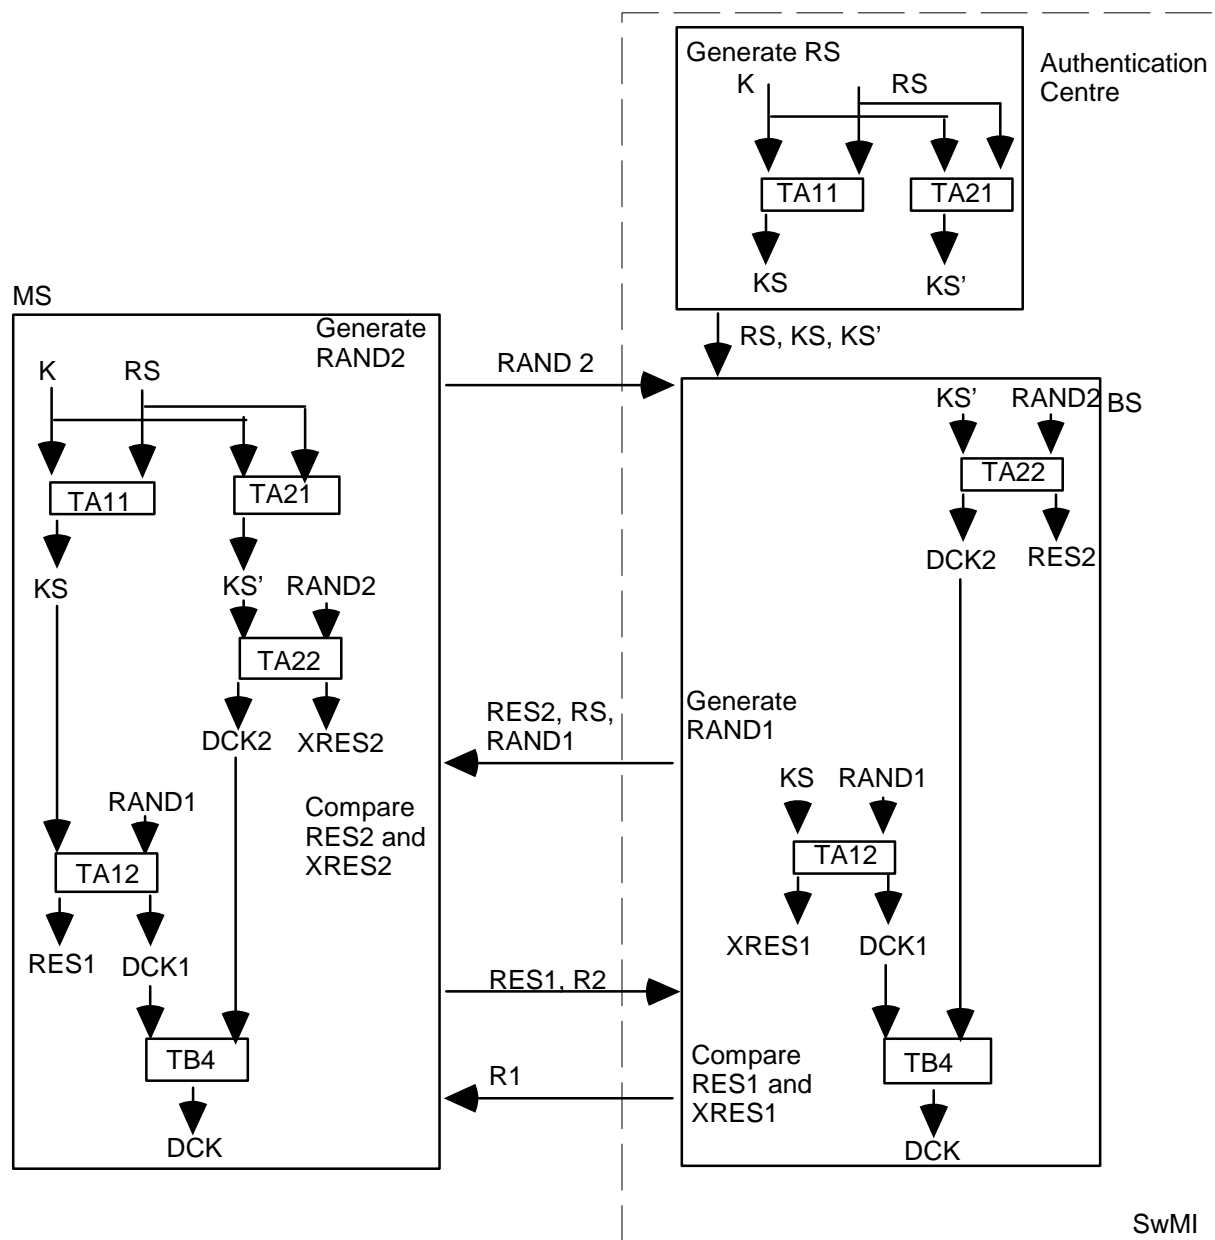 Generate RS
K
RS
Authentication
Centre
TA11
TA21
KS
KS’
RS, KS, KS’
MS
Generate
RAND2
K
RS
TA11
TA21
KS
KS’
RAND2
TA22
DCK2
XRES2
RAND1
Compare
RES2 and
XRES2
TA12
RES1
DCK1
TB4
DCK
RAND 2
RES2, RS,
RAND1
RES1, R2
R1
BS
KS’
RAND2
TA22
DCK2
RES2
Generate
RAND1
KS
RAND1
TA12
XRES1
DCK1
Compare
RES1 and
XRES1
TB4
DCK
SwMI